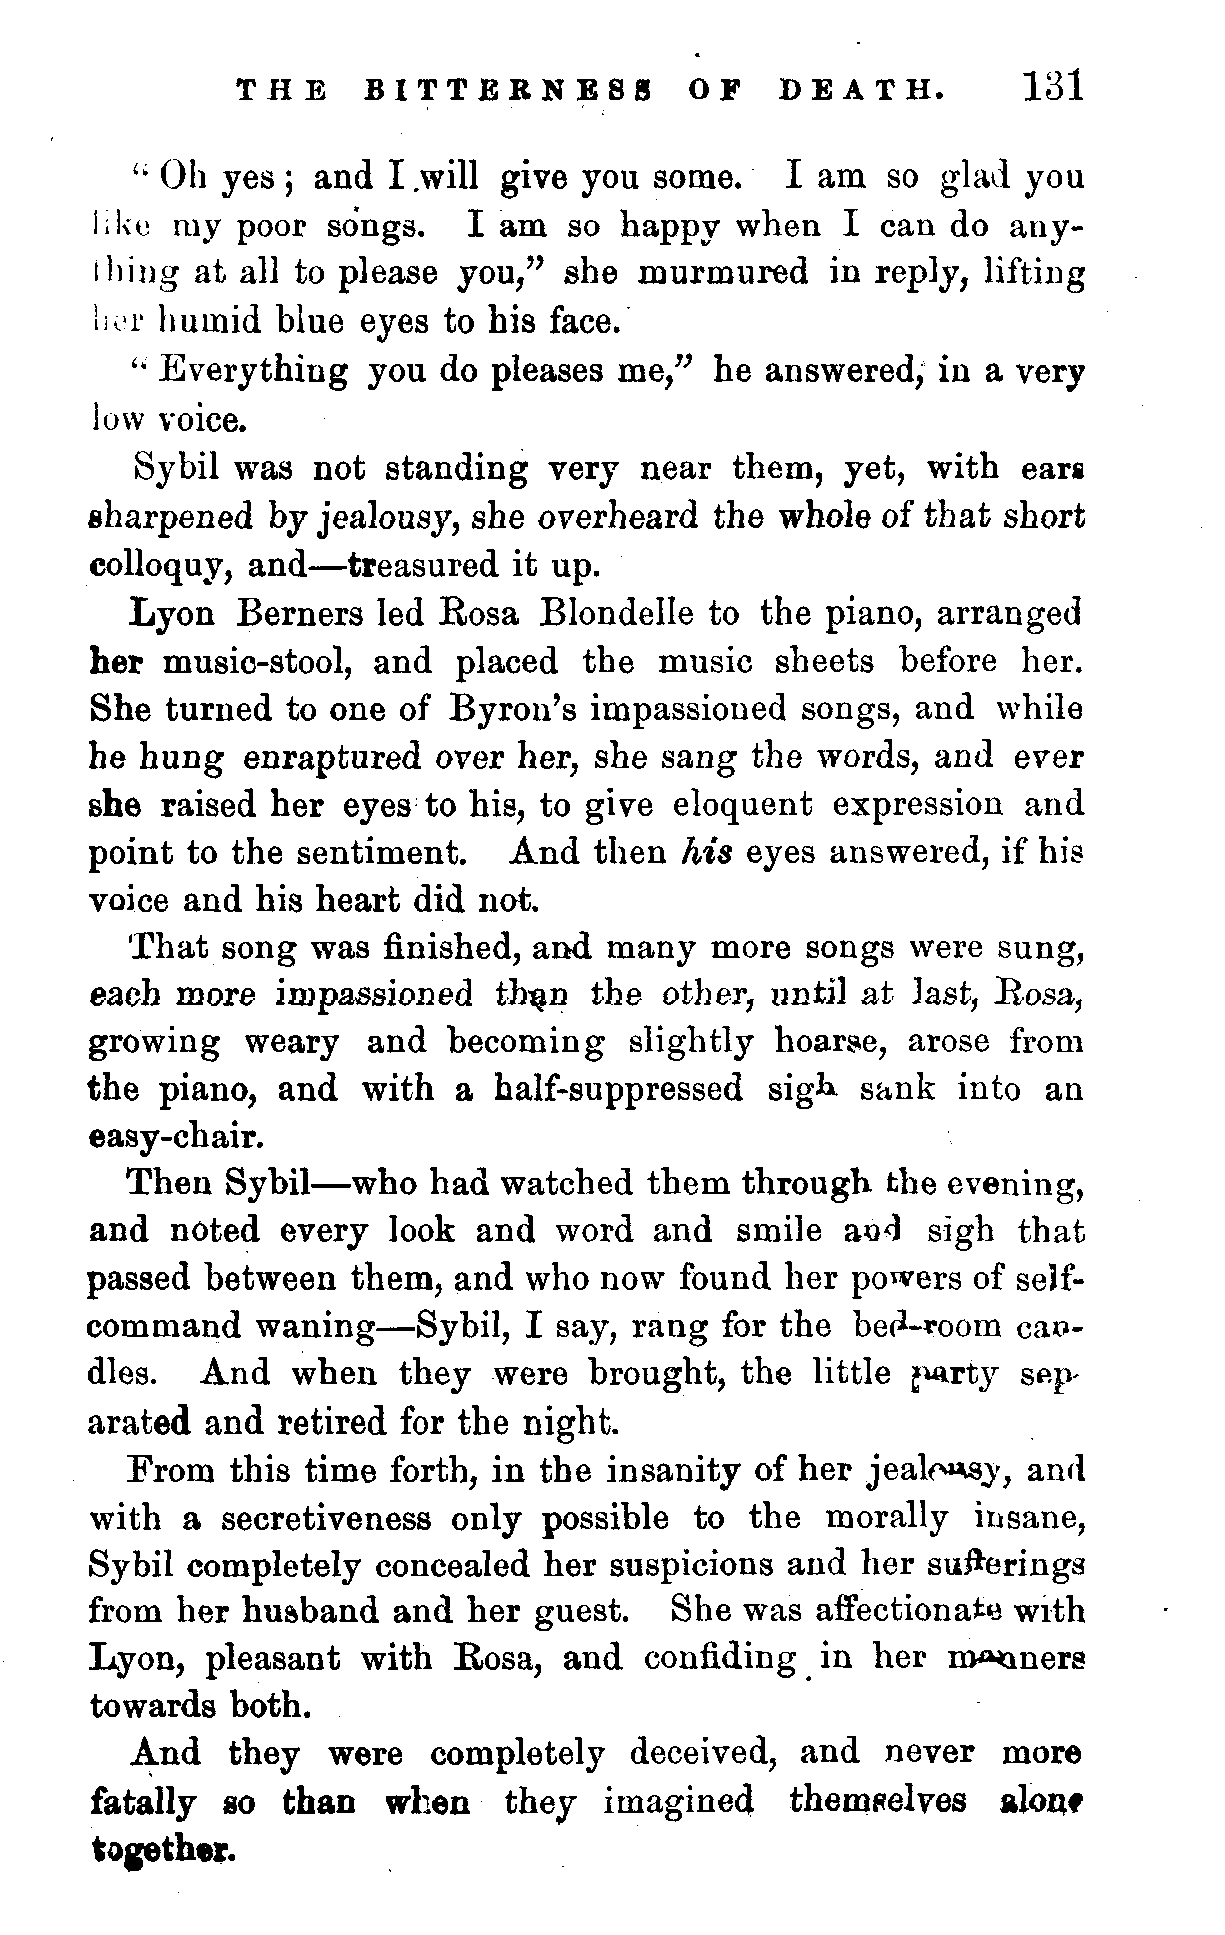 THE BITTERNESS OF DEATH. 131
“ Oh yes ; and I will give you some. I am so glad you
like my poor songs. I am so happy when I can do any-
thing at all to please you,” she murmured in reply, lifting
her humid blue eyes to his face.
“ Everything you do pleases me,” he answered, in a very
low voice.
Sybil was not standing very near them, yet, with ears
sharpened by jealousy, she overheard the whole of that short
colloquy, and—treasured it up.
Lyon Berners led Rosa Blondelle to the piano, arranged
her music-stool, and placed the music sheets before her.
She turned to one of Byron’s impassioned songs, and while
he hung enraptured over her, she sang the words, and ever
she raised her eyes to his, to give eloquent expression and
point to the sentiment. And then his eyes answered, if his
voice and his heart did not.
That song was finished, and many more songs were sung,
each more impassioned than the other, until at last, Rosa,
growing weary and becoming slightly hoarse, arose from
the piano, and with a half-suppressed sigh sank into an
easy-chair.
Then Sybil—who had watched them through the evening,
and noted every look and word and smile and sigh that
passed between them, and who now found her powers of self-
command waning—Sybil, I say, rang for the bed-room can-
dles. And when they were brought, the little party sep-
arated and retired for the night.
From this time forth, in the insanity of her jealousy, and
with a secretiveness only possible to the morally insane,
Sybil completely concealed her suspicions and her sufferings
from her husband and her guest. She was affectionate with
Lyon, pleasant with Rosa, and confiding in her manners
towards both.
And they were completely deceived, and never more
fatally so than when they imagined themselves alone
together.